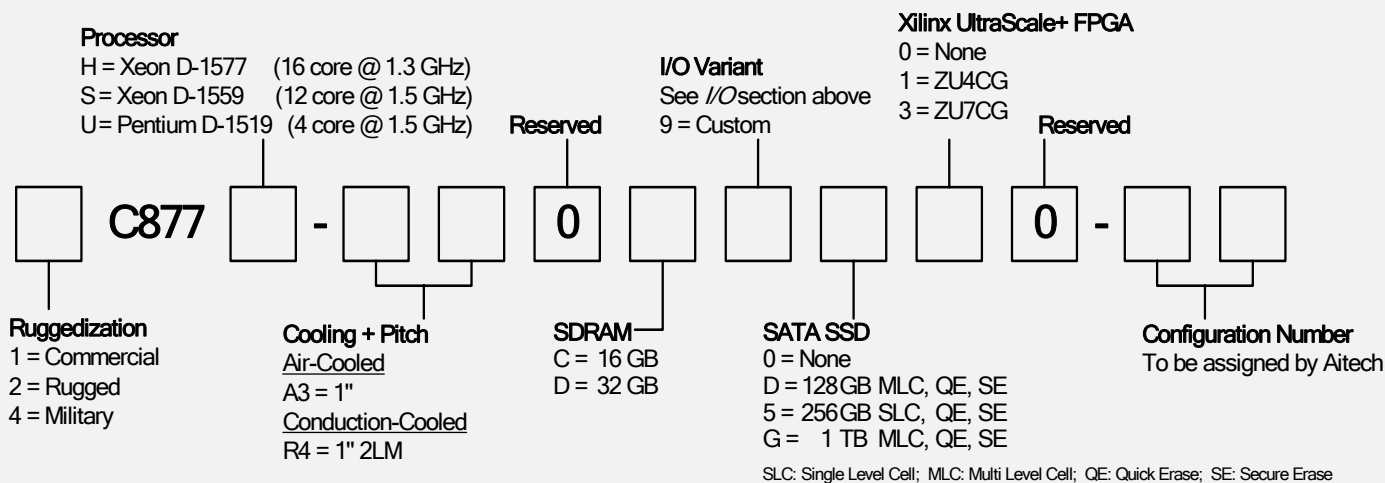 Processor
H = Xeon D-1577 (16 core @ 1.3 GHz)
S = Xeon D-1559 (12 core @ 1.5 GHz)
U = Pentium D-1519 (4 core @ 1.5 GHz)
Reserved
I/O Variant
See I/O section above
9 = Custom
Xilinx UltraScale+ FPGA
0 = None
1 = ZU4CG
3 = ZU7CG
Reserved
C877 - 0 0 -
Ruggedization
1 = Commercial
2 = Rugged
4 = Military
Cooling + Pitch
Air-Cooled
A3 = 1"
Conduction-Cooled
R4 = 1" 2LM
SDRAM
C = 16 GB
D = 32 GB
SATA SSD
0 = None
D = 128GB MLC, QE, SE
5 = 256GB SLC, QE, SE
G = 1 TB MLC, QE, SE
Configuration Number
To be assigned by Aitech
SLC: Single Level Cell; MLC: Multi Level Cell; QE: Quick Erase; SE: Secure Erase